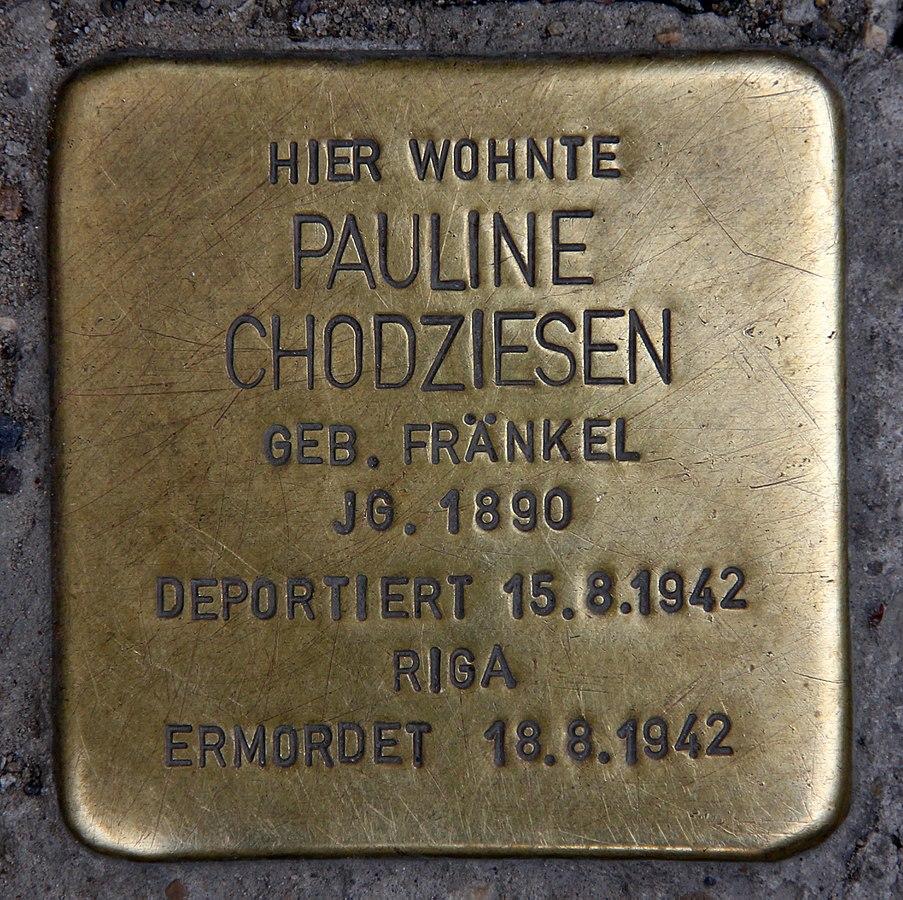 HIER WOHNTE
PAULINE
CHODZIESEN
GEB. FRÄNKEL
JG. 1890
DEPORTIERT 15.8.1942
RIGA
ERMORDET 18.8.1942